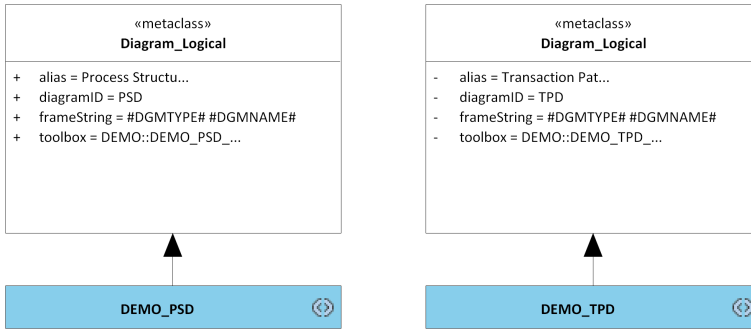 «metaclass»
Diagram_Logical
+ alias = Process Structu...
+ diagramID = PSD
+ frameString = #DGMTYPE# #DGMNAME#
+ toolbox = DEMO::DEMO_PSD_...
DEMO_PSD
«metaclass»
Diagram_Logical
- alias = Transaction Pat...
- diagramID = TPD
- frameString = #DGMTYPE# #DGMNAME#
- toolbox = DEMO::DEMO_TPD_...
DEMO_TPD